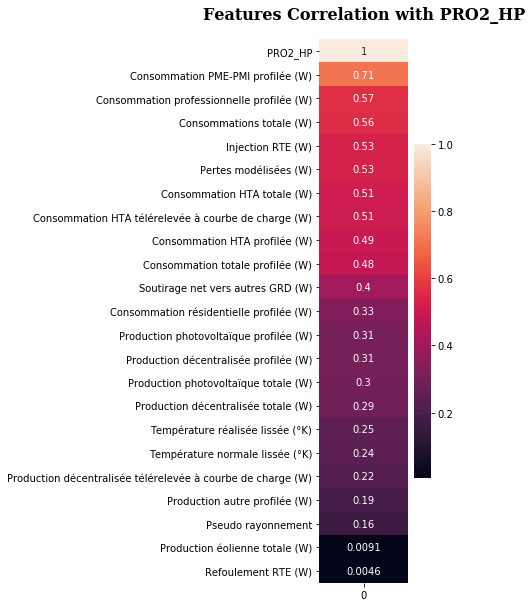 Features Correlation with PRO2_HP
PRO2_HP 1
Consommation PME-PMI profilée (W) 0.71
Consommation professionnelle profilée (W) 0.57
Consommations totale (W) 0.56
Injection RTE (W) 0.53
Pertes modélisées (W) 0.53
Consommation HTA totale (W) 0.51
Consommation HTA télérelevée à courbe de charge (W) 0.51
Consommation HTA profilée (W) 0.49
Consommation totale profilée (W) 0.48
Soutirage net vers autres GRD (W) 0.4
Consommation résidentielle profilée (W) 0.33
Production photovoltaïque profilée (W) 0.31
Production décentralisée profilée (W) 0.31
Production photovoltaïque totale (W) 0.3
Production décentralisée totale (W) 0.29
Température réalisée lissée (°K) 0.25
Température normale lissée (°K) 0.24
Production décentralisée télérelevée à courbe de charge (W) 0.22
Production autre profilée (W) 0.19
Pseudo rayonnement 0.16
Production éolienne totale (W) 0.0091
Refoulement RTE (W) 0.0046
0
1.0
0.8
0.6
0.4
0.2